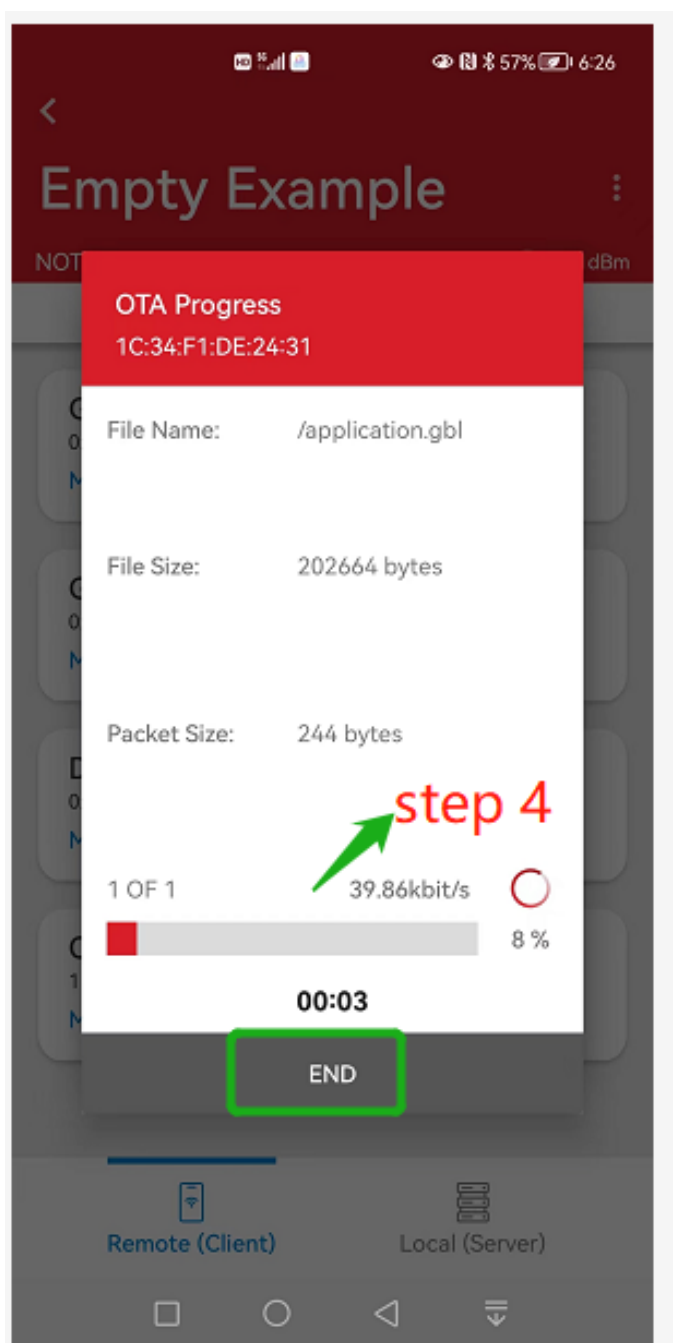 HD 5G 57% 6:26
Empty Example
NOT dBm
OTA Progress
1C:34:F1:DE:24:31
File Name: /application.gbl
File Size: 202664 bytes
Packet Size: 244 bytes
step 4
1 OF 1 39.86kbit/s
8 %
00:03
END
Remote (Client) Local (Server)